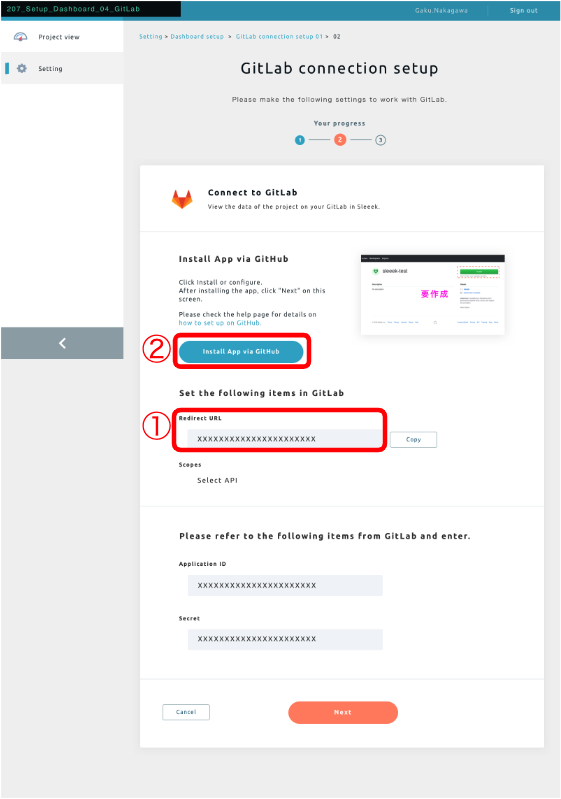 207_Setup_Dashboard_04_GitLab
Gaku.Nakagawa
Sign out
Project view
Setting
Setting > Dashboard setup > GitLab connection setup 01 > 02
GitLab connection setup
Please make the following settings to work with GitLab.
Your progress
1 2 3
Connect to GitLab
View the data of the project on your GitLab in Sleeek.
Install App via GitHub
Click Install or configure.
After installing the app, click "Next" on this
screen.
Please check the help page for details on
how to set up on GitHub.
sleeek-test
要作成
②
Install App via GitHub
Set the following items in GitLab
①
Redirect URL
XXXXXXXXXXXXXXXXXXXXXX
Copy
Scopes
Select API
Please refer to the following items from GitLab and enter.
Application ID
XXXXXXXXXXXXXXXXXXXXXX
Secret
XXXXXXXXXXXXXXXXXXXXXX
Cancel
Next